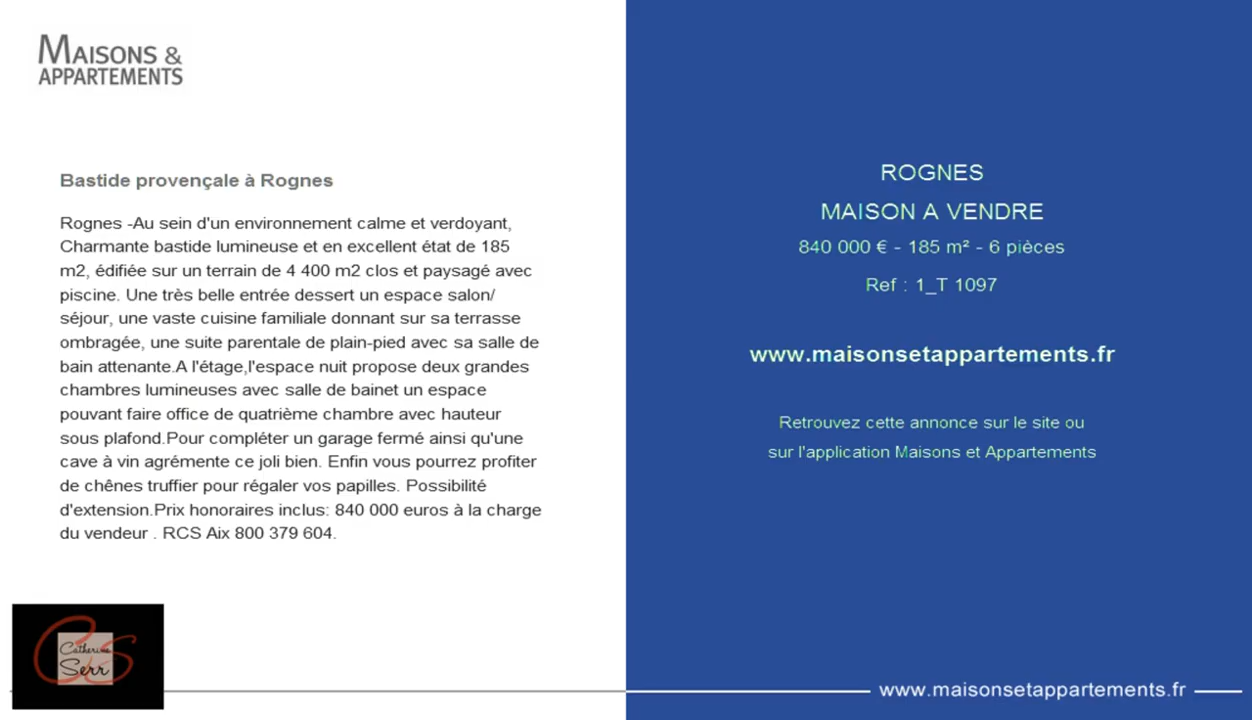 MAISONS &
APPARTEMENTS
Bastide provençale à Rognes
Rognes -Au sein d'un environnement calme et verdoyant,
Charmante bastide lumineuse et en excellent état de 185
m2, édifiée sur un terrain de 4 400 m2 clos et paysagé avec
piscine. Une très belle entrée dessert un espace salon/
séjour, une vaste cuisine familiale donnant sur sa terrasse
ombragée, une suite parentale de plain-pied avec sa salle de
bain attenante.A l'étage,l'espace nuit propose deux grandes
chambres lumineuses avec salle de bainet un espace
pouvant faire office de quatrième chambre avec hauteur
sous plafond.Pour compléter un garage fermé ainsi qu'une
cave à vin agrémente ce joli bien. Enfin vous pourrez profiter
de chênes truffier pour régaler vos papilles. Possibilité
d'extension.Prix honoraires inclus: 840 000 euros à la charge
du vendeur . RCS Aix 800 379 604.
CS
Catherine
Serr
ROGNES
MAISON A VENDRE
840 000 € - 185 m² - 6 pièces
Ref : 1_T 1097
www.maisonsetappartements.fr
Retrouvez cette annonce sur le site ou
sur l'application Maisons et Appartements
www.maisonsetappartements.fr